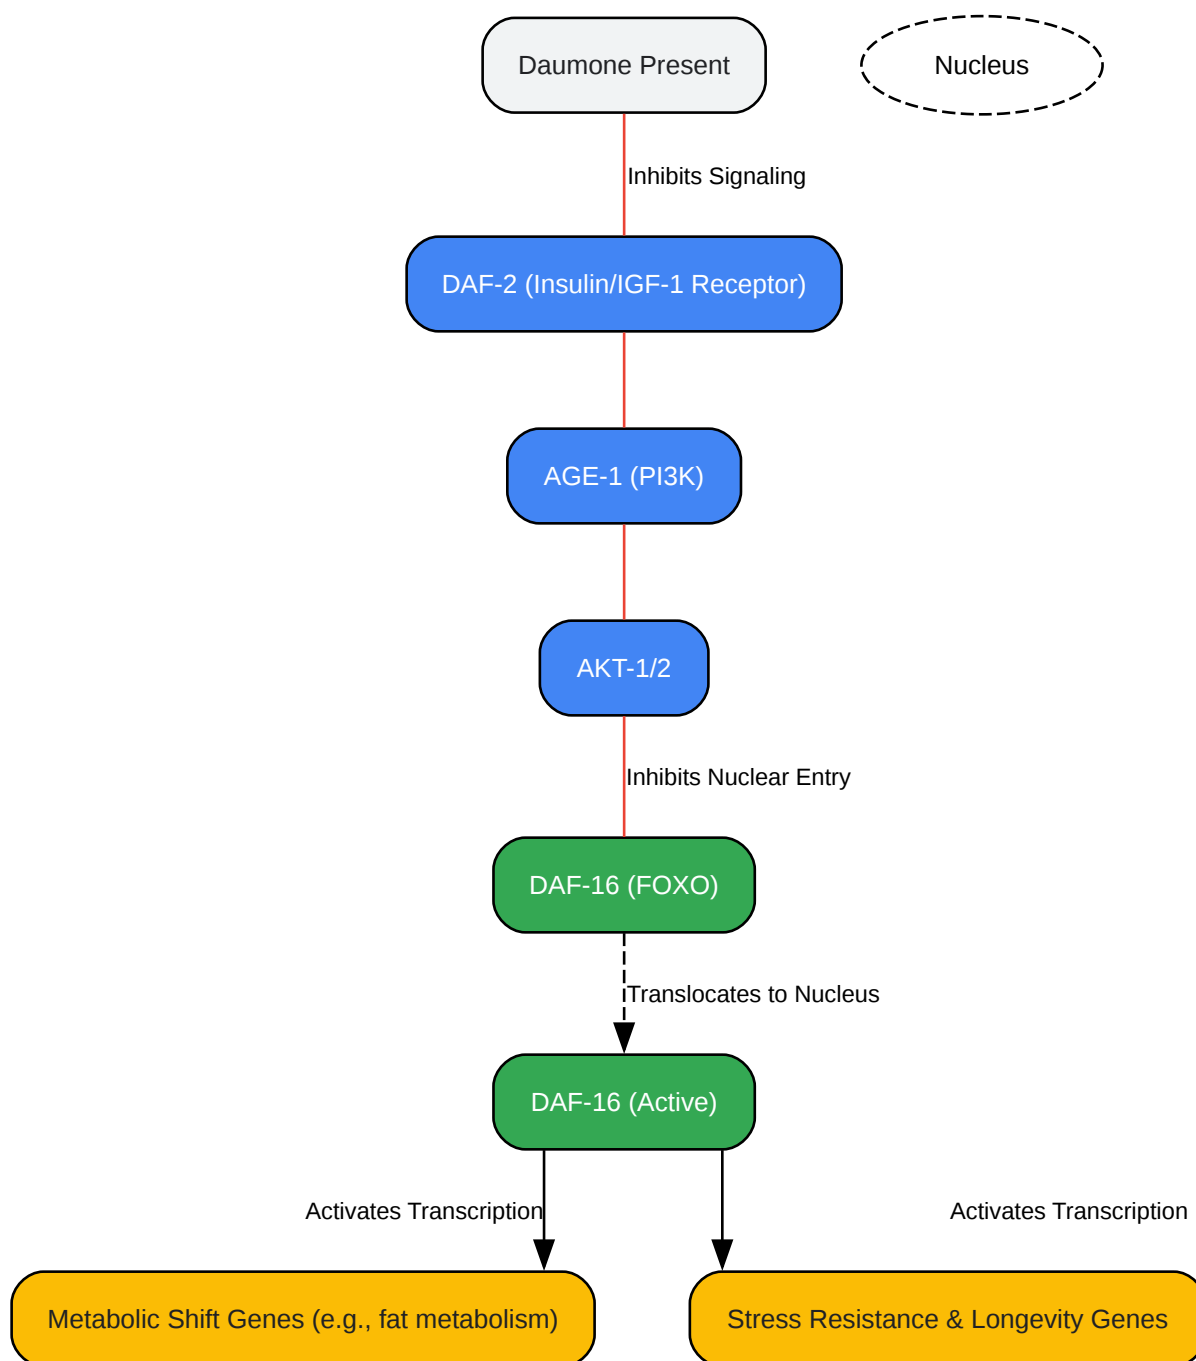 Daumone Present
Nucleus
Inhibits Signaling
DAF-2 (Insulin/IGF-1 Receptor)
AGE-1 (PI3K)
AKT-1/2
Inhibits Nuclear Entry
DAF-16 (FOXO)
Translocates to Nucleus
DAF-16 (Active)
Activates Transcription
Activates Transcription
Metabolic Shift Genes (e.g., fat metabolism)
Stress Resistance & Longevity Genes